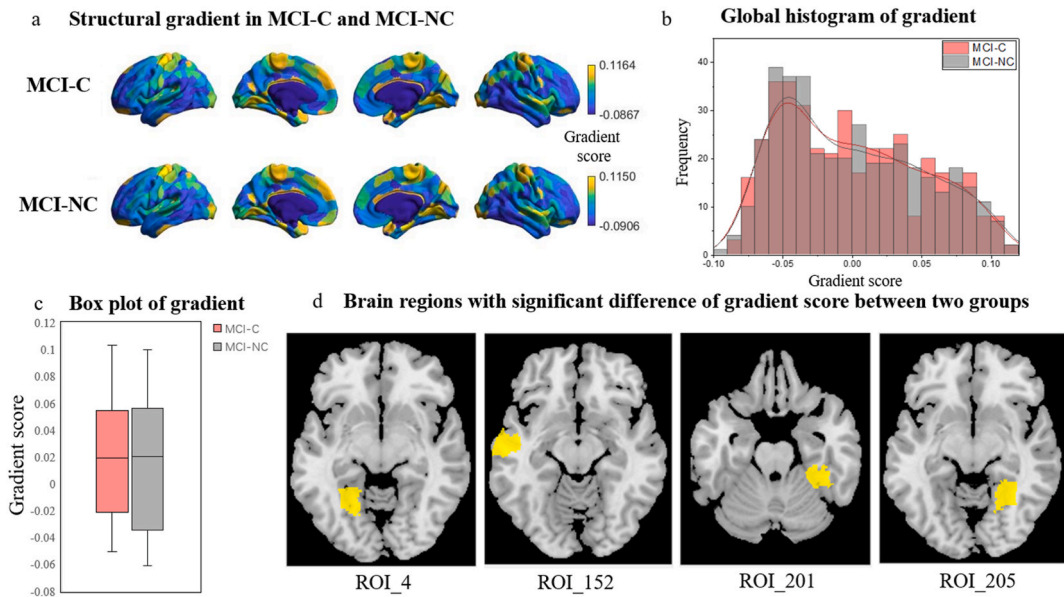 a Structural gradient in MCI-C and MCI-NC
MCI-C
0.1164
-0.0867
Gradient
score
MCI-NC
0.1150
-0.0906
b Global histogram of gradient
MCI-C
MCI-NC
Frequency
40
30
20
10
0
-0.10 -0.05 0.00 0.05 0.10
Gradient score
c Box plot of gradient
MCI-C
MCI-NC
Gradient score
0.12
0.1
0.08
0.06
0.04
0.02
0
-0.02
-0.04
-0.06
-0.08
d Brain regions with significant difference of gradient score between two groups
ROI_4 ROI_152 ROI_201 ROI_205